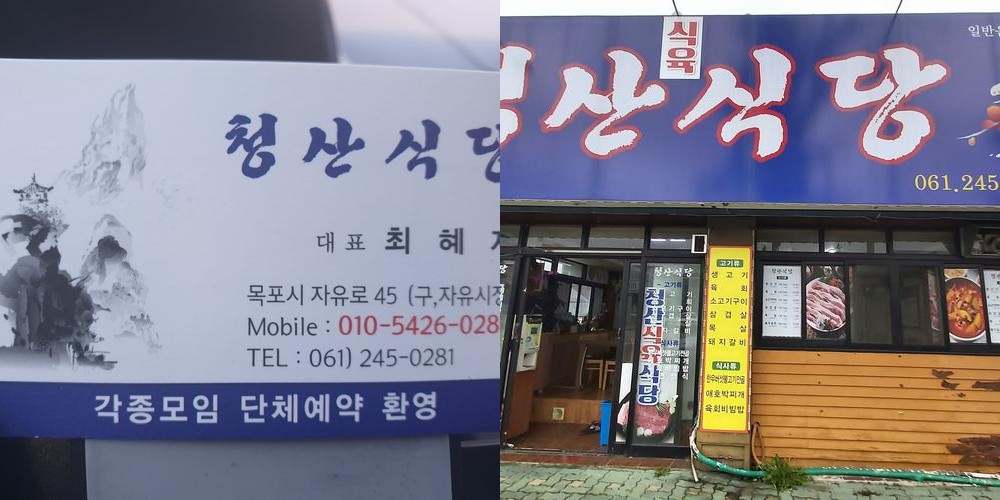 청산식당
대표 최 혜
목포시 자유로 45 (구,자유시장
Mobile : 010-5426-028
TEL : 061) 245-0281
각종모임 단체예약 환영
식육
청산식당
061.245
청산식당
고기류
청산식육식당
고기류
생고기
육회
소고기구이
삼겹살
목살
돼지갈비
식사류
한우버섯불고기전골
애호박찌개
육회비빔밥